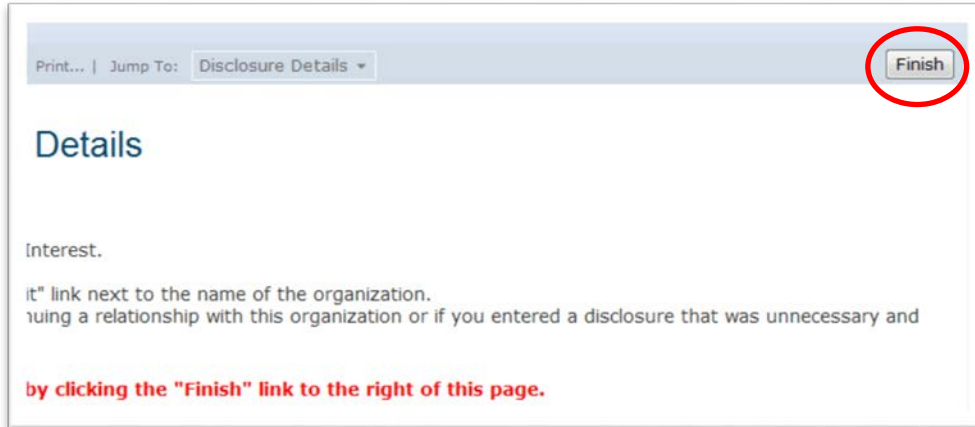 Print... | Jump To: Disclosure Details Finish
Details
Interest.
it" link next to the name of the organization.
nuing a relationship with this organization or if you entered a disclosure that was unnecessary and
by clicking the "Finish" link to the right of this page.